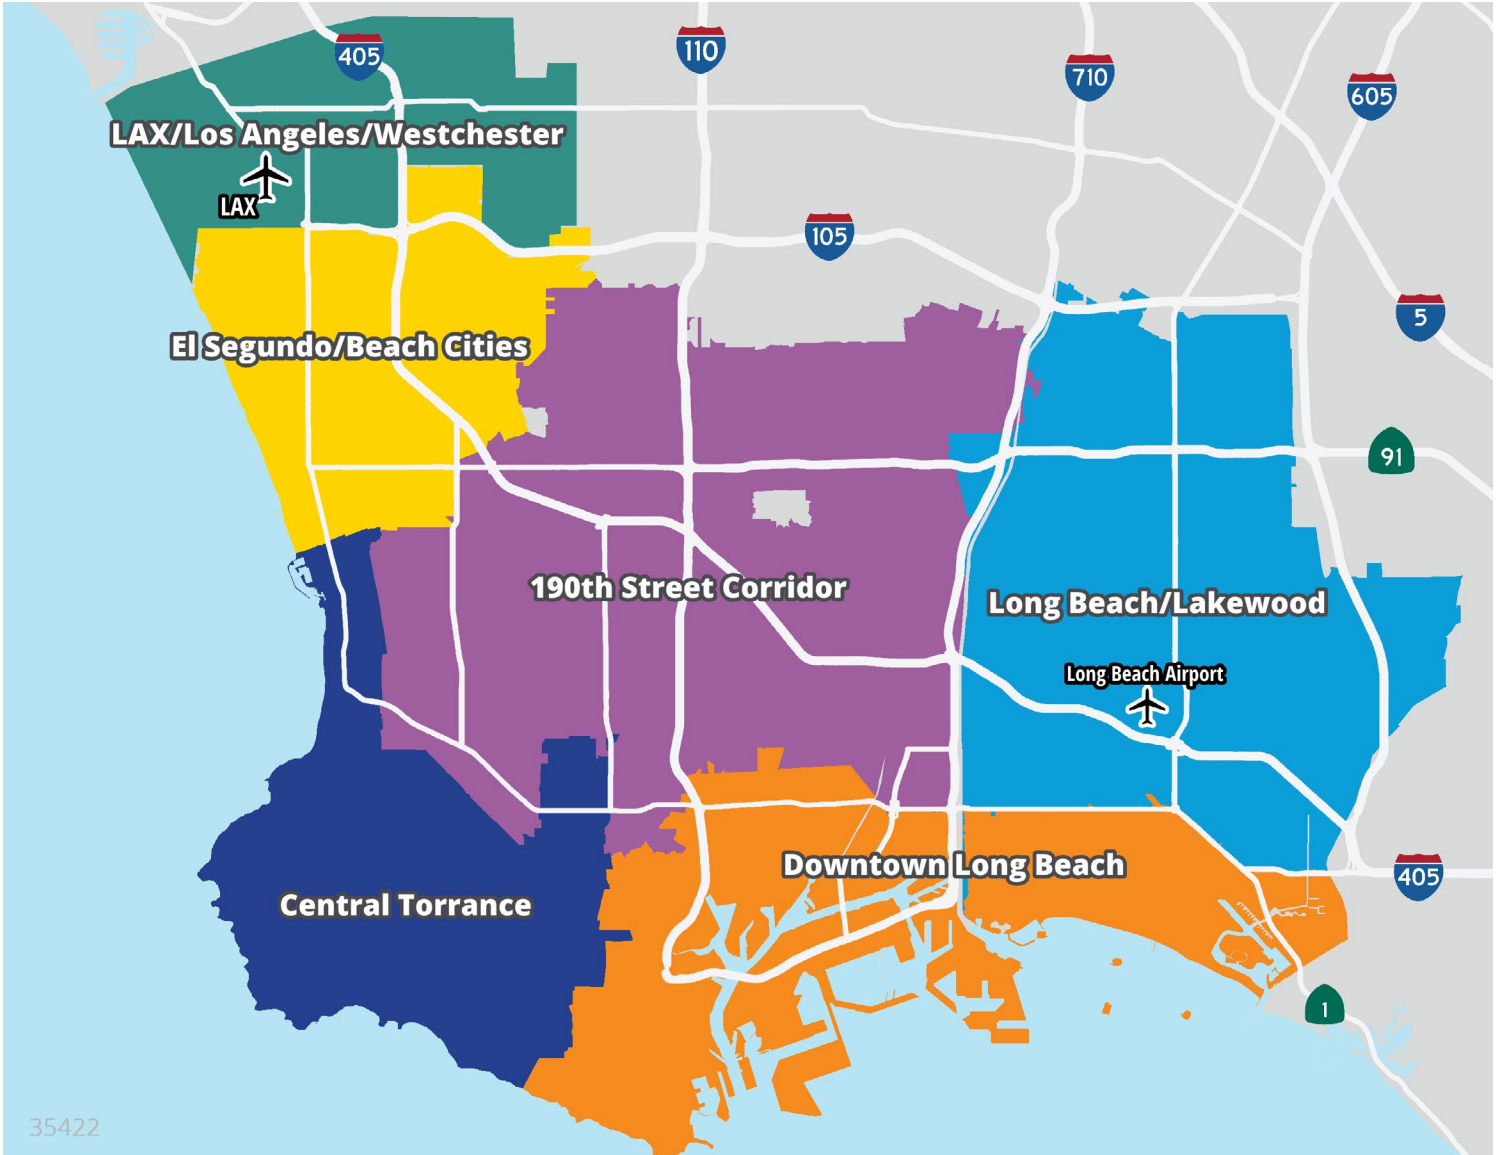 405
110
710
605
LAX/Los Angeles/Westchester
LAX
105
5
El Segundo/Beach Cities
91
190th Street Corridor
Long Beach/Lakewood
Long Beach Airport
Downtown Long Beach
405
Central Torrance
1
35422